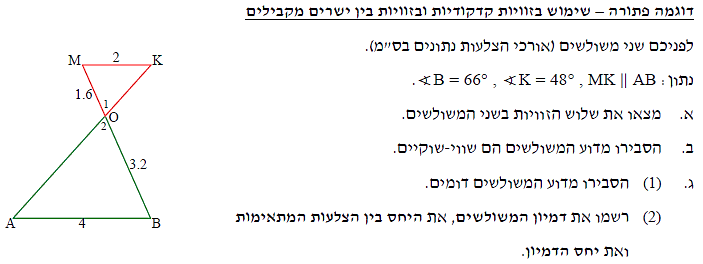 דוגמה פתורה – שימוש בזוויות קדקודיות ובזוויות בין ישרים מקבילים
לפניכם שני משולשים (אורכי הצלעות נתונים בס"מ).
נתון: MK || AB , ∢K = 48° , ∢B = 66°.
א. מצאו את שלוש הזוויות בשני המשולשים.
ב. הסבירו מדוע המשולשים הם שווי-שוקיים.
ג. (1) הסבירו מדוע המשולשים דומים.
(2) רשמו את דמיון המשולשים, את היחס בין הצלעות המתאימות
ואת יחס הדמיון.
M 2 K
1.6
1
O
2
3.2
A 4 B